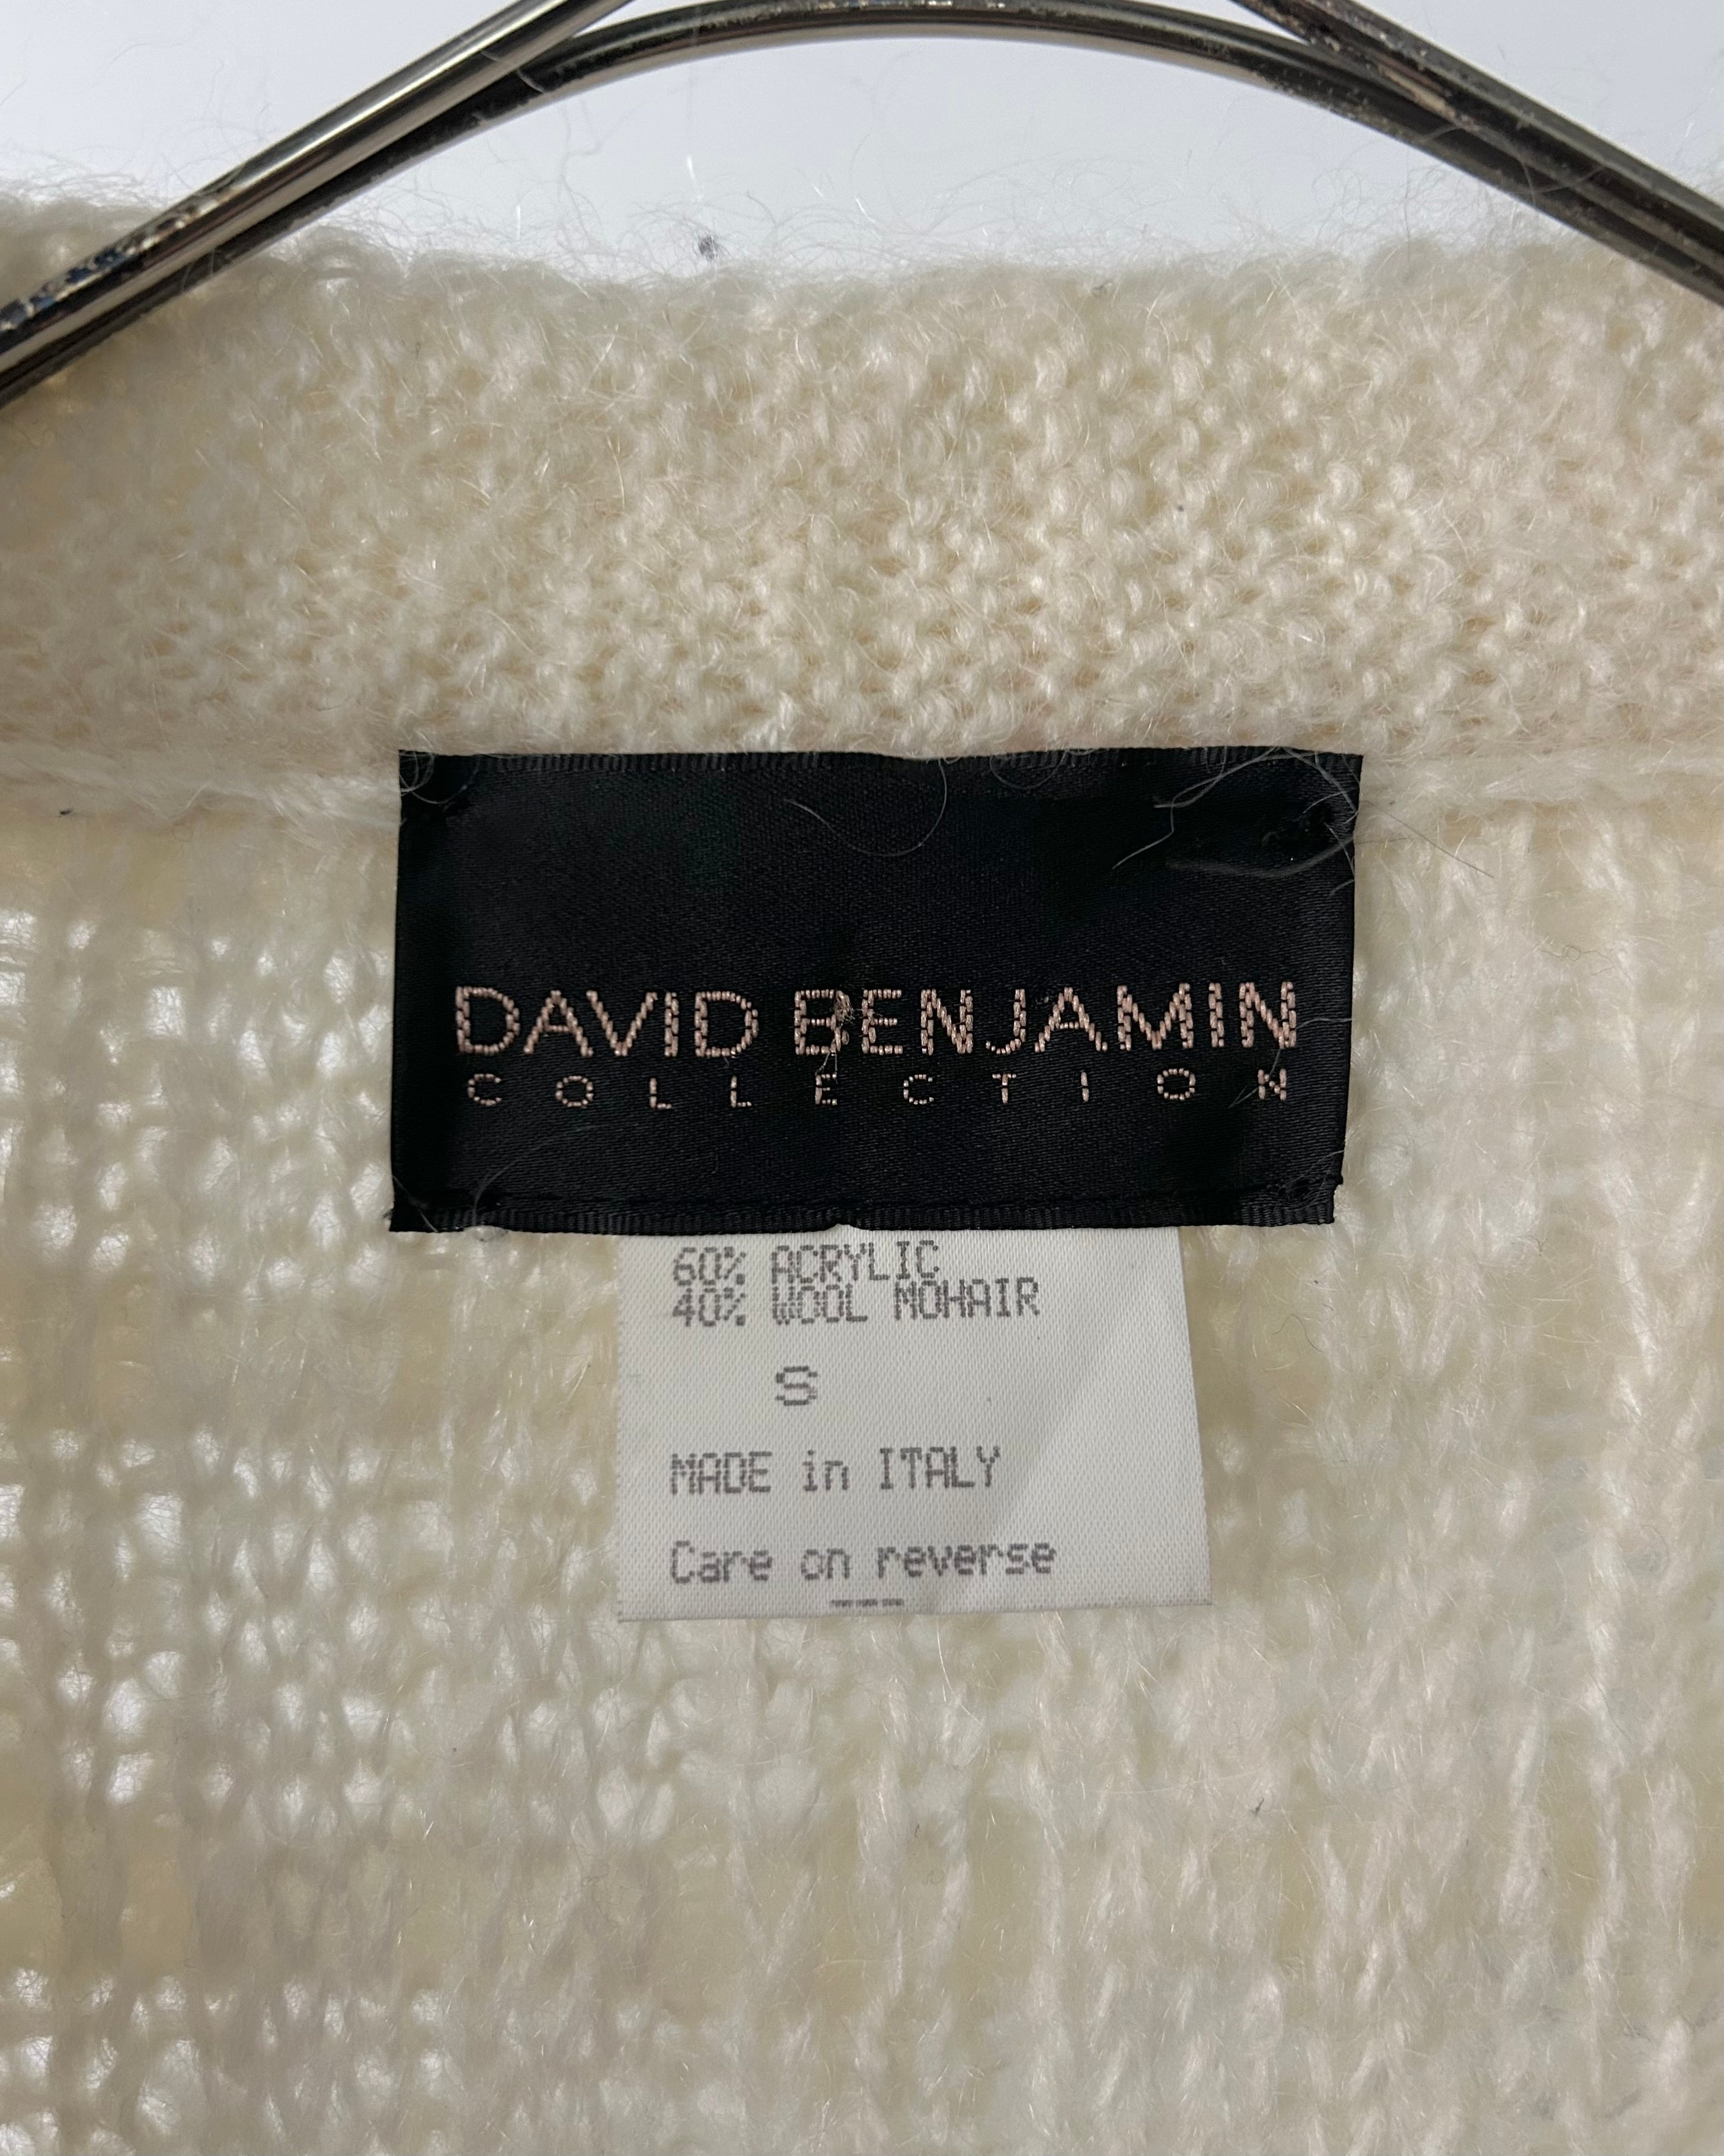 DAVID BENJAMIN
COLLECTION
60% ACRYLIC
40% WOOL MOHAIR
S
MADE in ITALY
Care on reverse